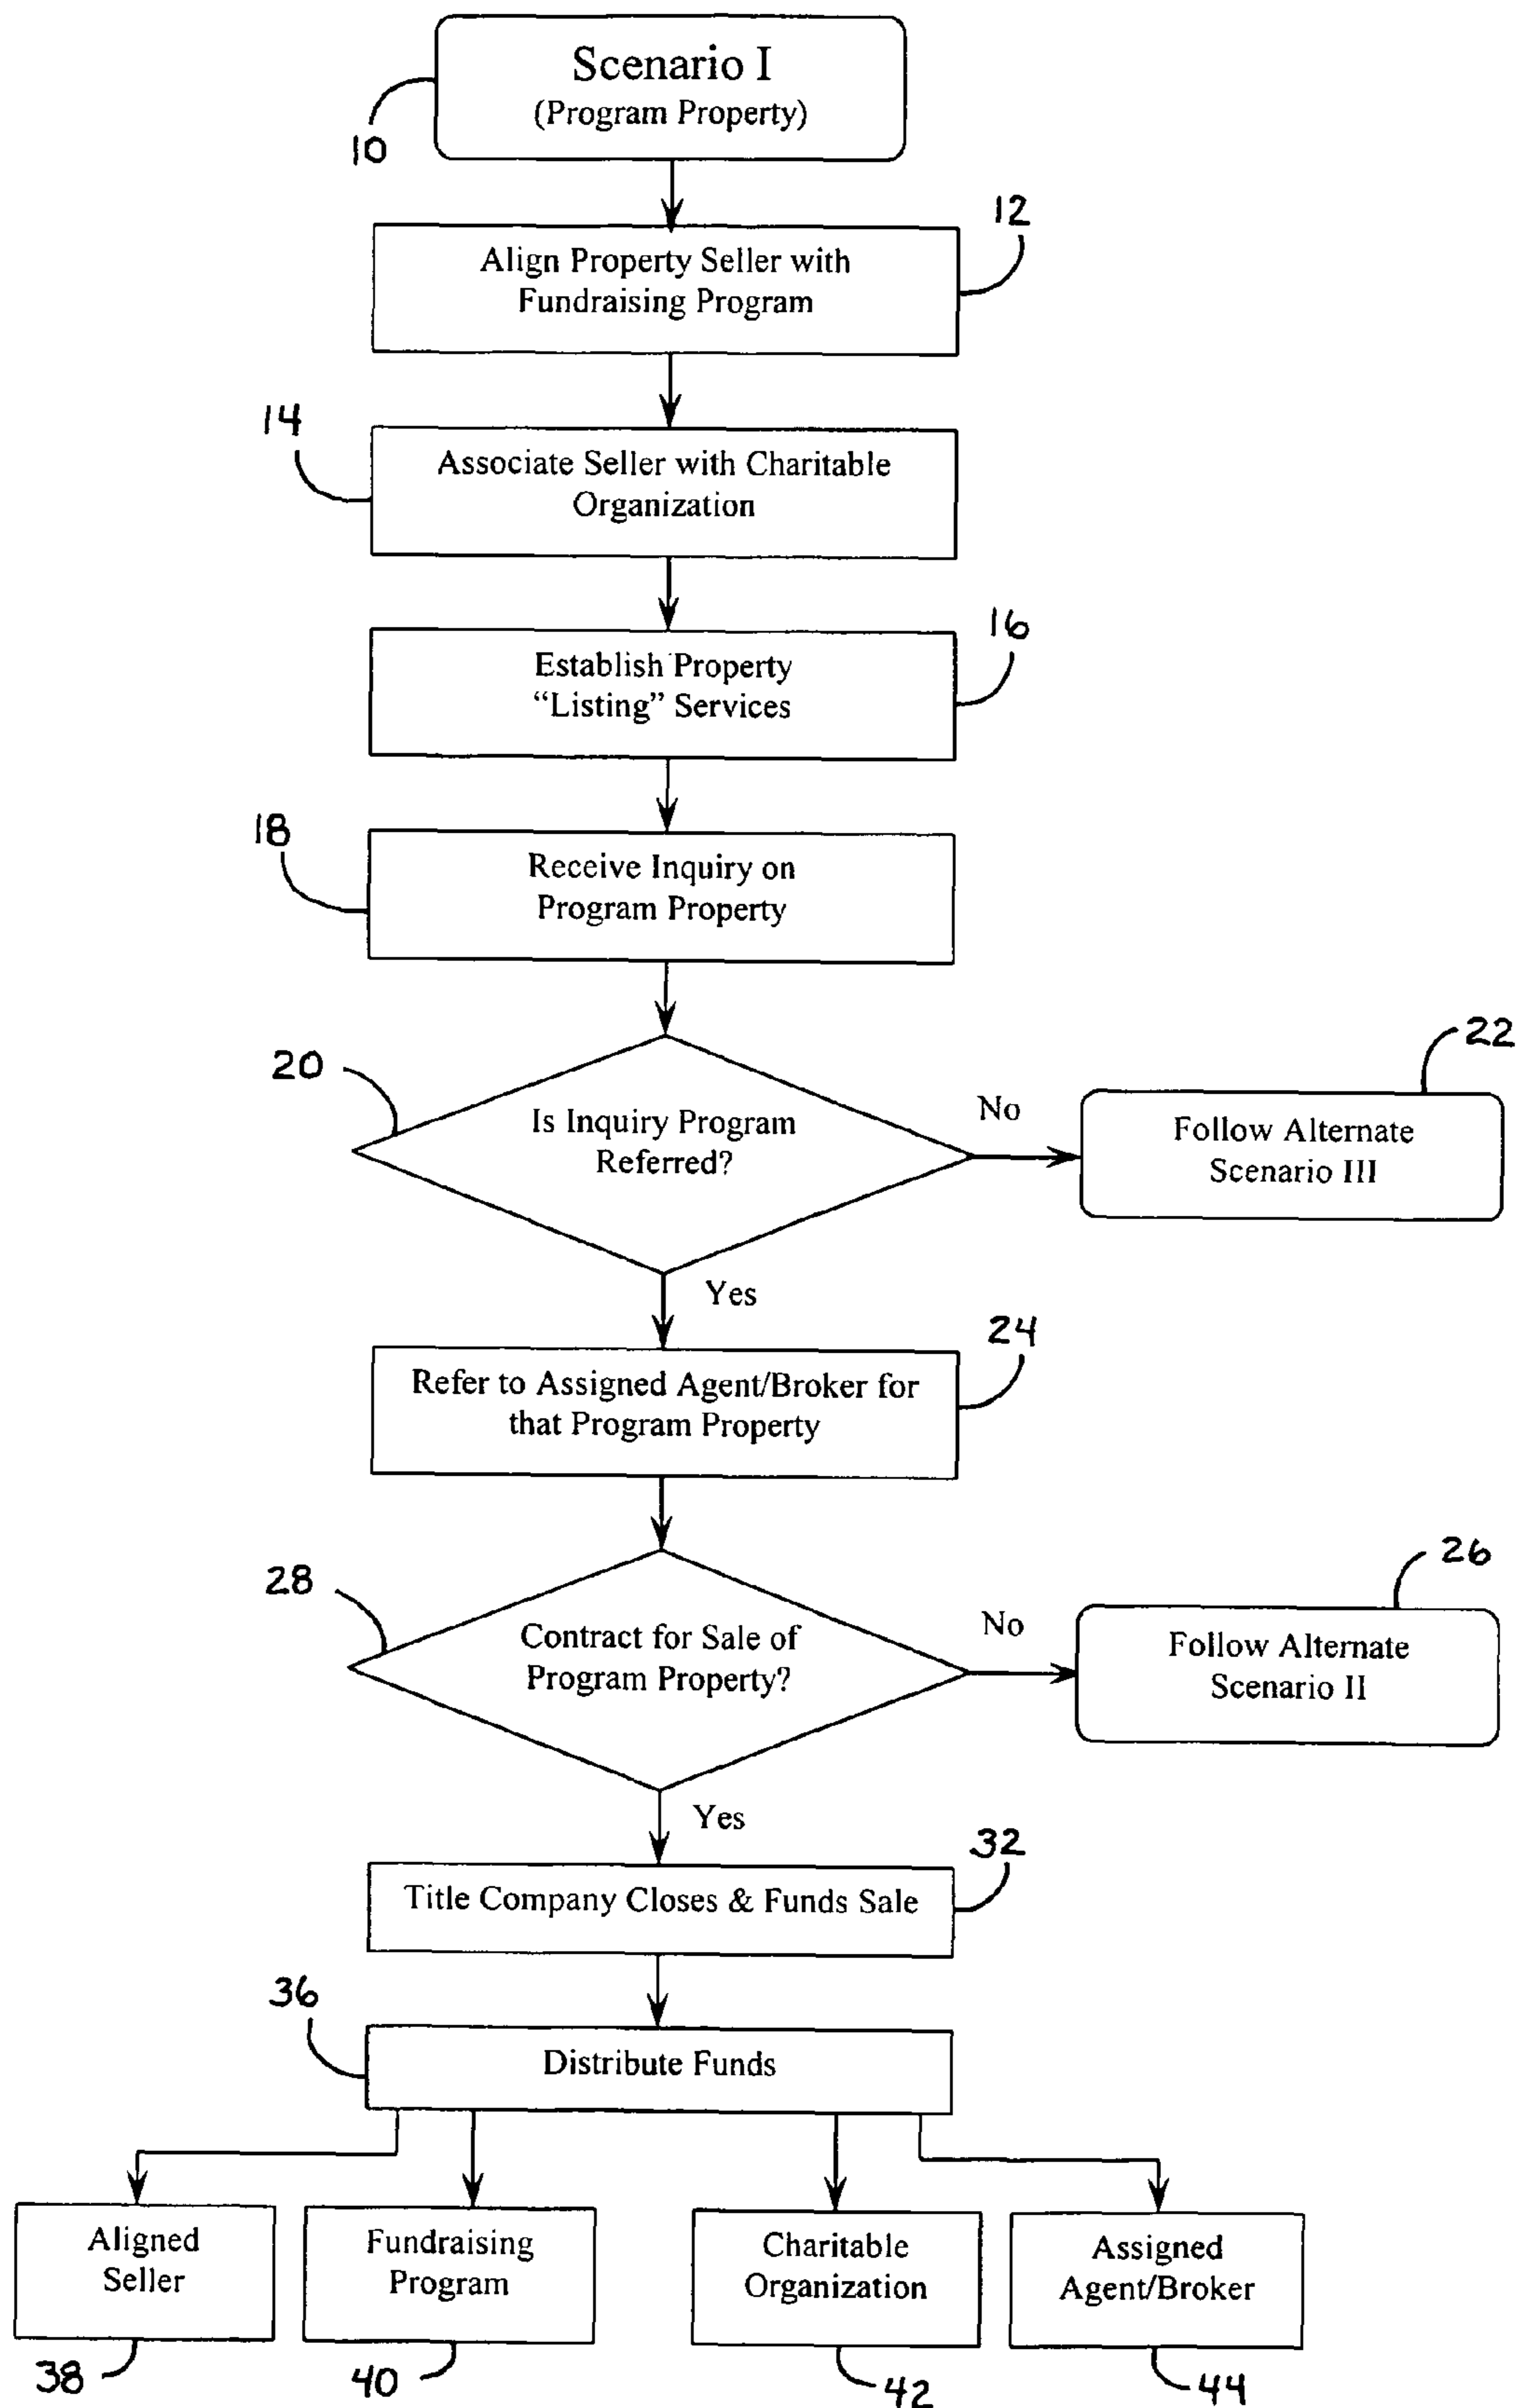 Scenario I
(Program Property)
10
12
Align Property Seller with
Fundraising Program
14
Associate Seller with Charitable
Organization
16
Establish Property
“Listing” Services
18
Receive Inquiry on
Program Property
20
Is Inquiry Program
Referred?
No
22
Follow Alternate
Scenario III
Yes
24
Refer to Assigned Agent/Broker for
that Program Property
28
Contract for Sale of
Program Property?
No
26
Follow Alternate
Scenario II
Yes
32
Title Company Closes & Funds Sale
36
Distribute Funds
Aligned
Seller
Fundraising
Program
Charitable
Organization
Assigned
Agent/Broker
38
40
42
44